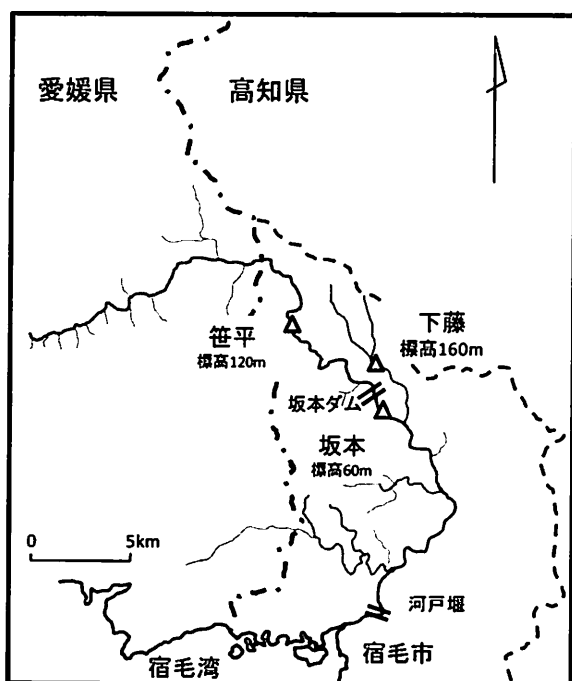 愛媛県
高知県
笹平
標高120m
下藤
標高160m
坂本ダム
坂本
標高60m
0 5km
河戸堰
宿毛湾
宿毛市